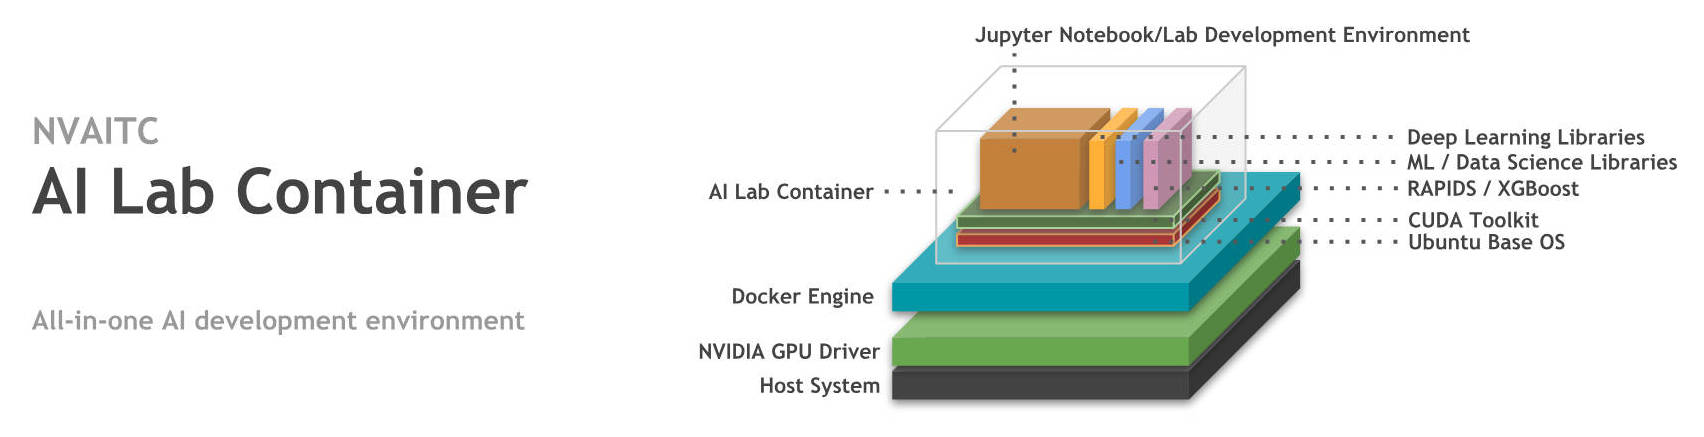 NVAITC
AI Lab Container
All-in-one AI development environment
Jupyter Notebook/Lab Development Environment
Deep Learning Libraries
ML / Data Science Libraries
RAPIDS / XGBoost
CUDA Toolkit
Ubuntu Base OS
AI Lab Container
Docker Engine
NVIDIA GPU Driver
Host System